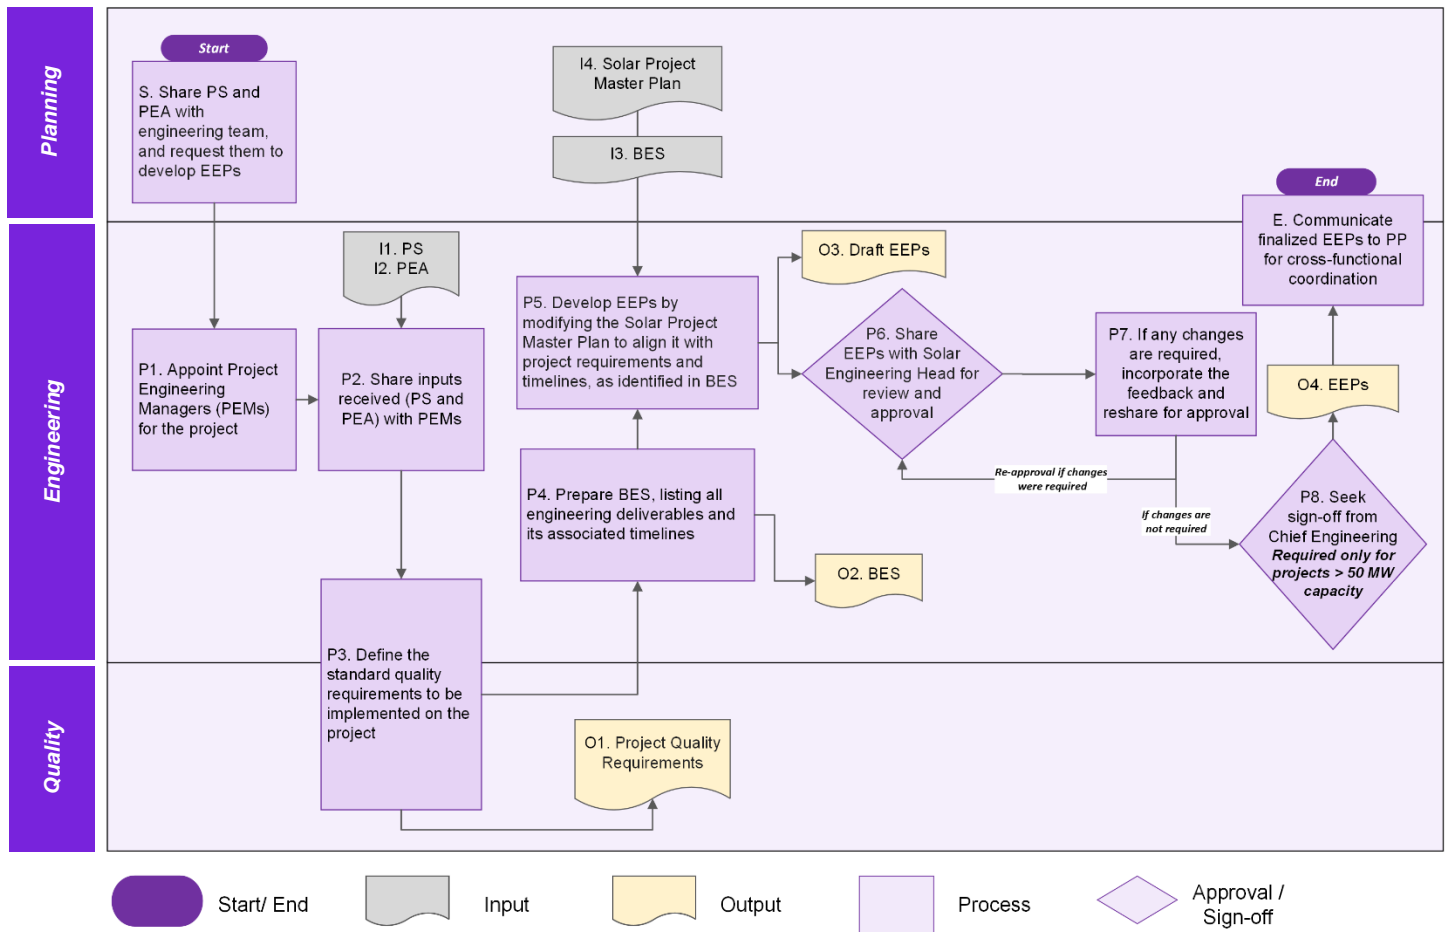 Planning
Start
S. Share PS and
PEA with
engineering team,
and request them to
develop EEPs
I4. Solar Project
Master Plan
I3. BES
End
E. Communicate
finalized EEPs to PP
for cross-functional
coordination
Engineering
I1. PS
I2. PEA
O3. Draft EEPs
P1. Appoint Project
Engineering
Managers (PEMs)
for the project
P2. Share inputs
received (PS and
PEA) with PEMs
P5. Develop EEPs by
modifying the Solar Project
Master Plan to align it with
project requirements and
timelines, as identified in BES
P6. Share
EEPs with Solar
Engineering Head for
review and
approval
P7. If any changes
are required,
incorporate the
feedback and
reshare for approval
O4. EEPs
Re-approval if changes
were required
P4. Prepare BES, listing all
engineering deliverables and
its associated timelines
If changes are
not required
P8. Seek
sign-off from
Chief Engineering
Required only for
projects > 50 MW
capacity
O2. BES
P3. Define the
standard quality
requirements to be
implemented on the
project
Quality
O1. Project Quality
Requirements
Start/ End
Input
Output
Process
Approval /
Sign-off